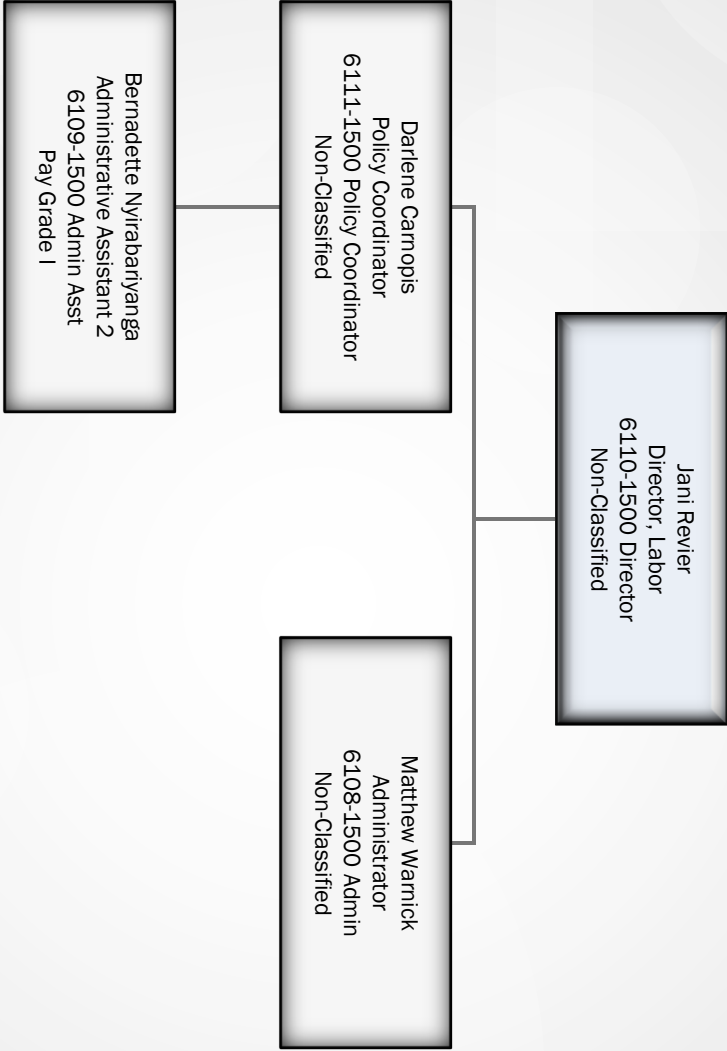 Jani Revier
Director, Labor
6110-1500 Director
Non-Classified
Darlene Carnopis
Policy Coordinator
6111-1500 Policy Coordinator
Non-Classified
Matthew Warnick
Administrator
6108-1500 Admin
Non-Classified
Bernadette Nyirabariyanga
Administrative Assistant 2
6109-1500 Admin Asst
Pay Grade I